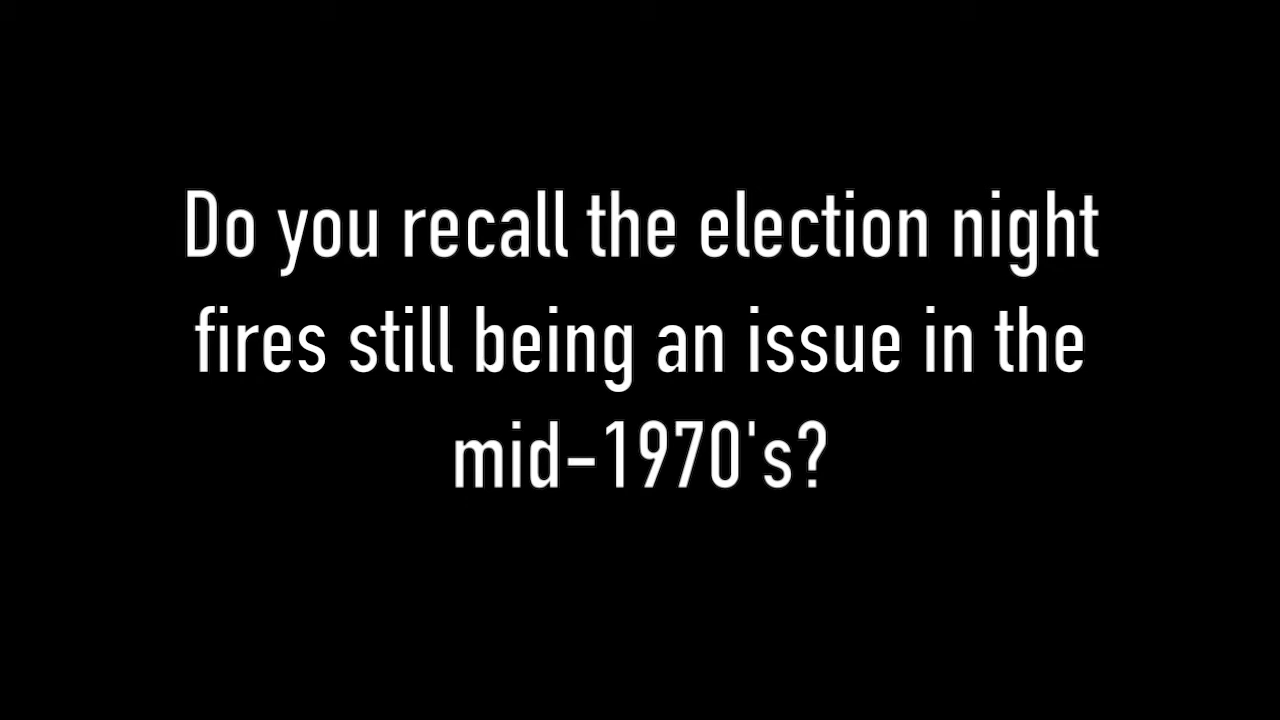 Do you recall the election night
fires still being an issue in the
mid-1970's?